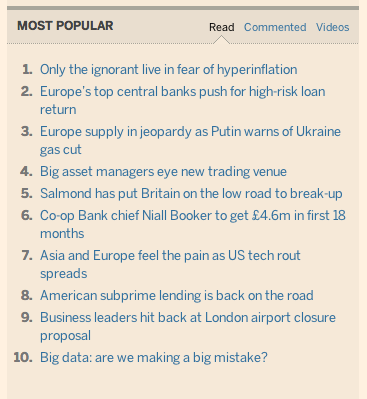 MOST POPULAR
Read Commented Videos
1. Only the ignorant live in fear of hyperinflation
2. Europe's top central banks push for high-risk loan
return
3. Europe supply in jeopardy as Putin warns of Ukraine
gas cut
4. Big asset managers eye new trading venue
5. Salmond has put Britain on the low road to break-up
6. Co-op Bank chief Niall Booker to get £4.6m in first 18
months
7. Asia and Europe feel the pain as US tech rout
spreads
8. American subprime lending is back on the road
9. Business leaders hit back at London airport closure
proposal
10. Big data: are we making a big mistake?